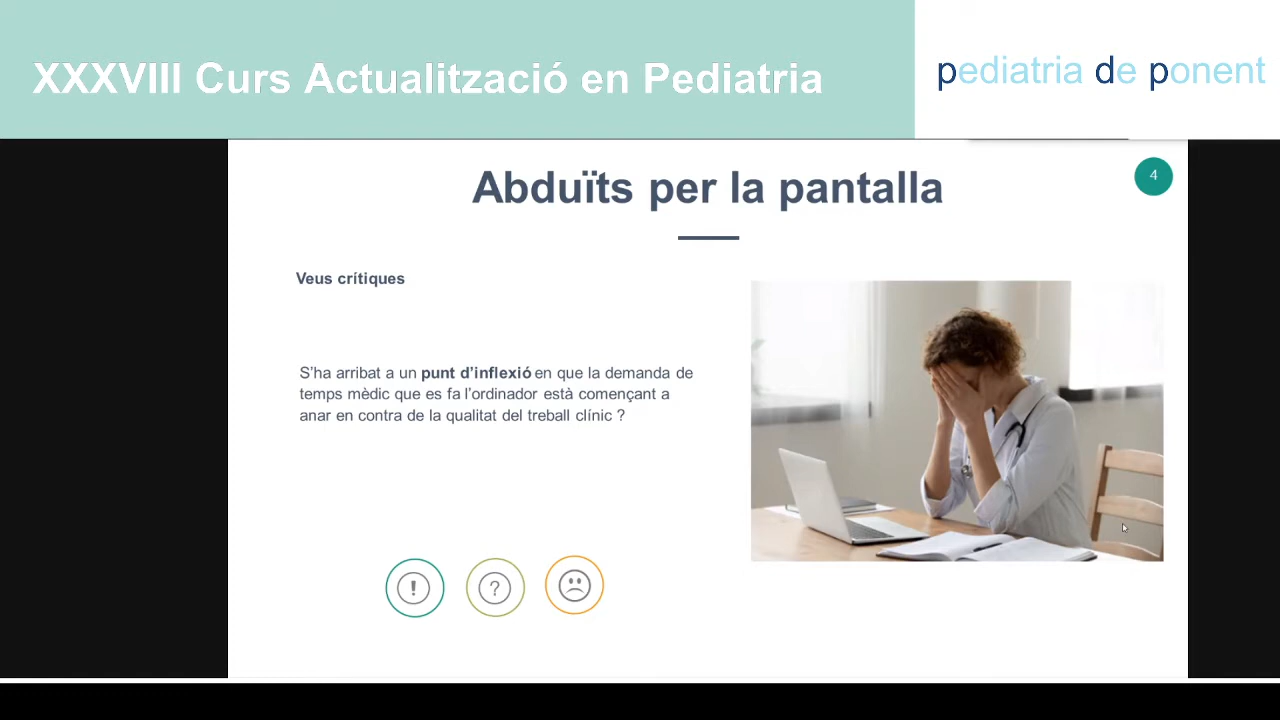 XXXVIII Curs Actualització en Pediatria
pediatria de ponent
Abduïts per la pantalla
4
Veus crítiques
S'ha arribat a un punt d'inflexió en que la demanda de
temps mèdic que es fa l'ordinador està començant a
anar en contra de la qualitat del treball clínic ?
!
?